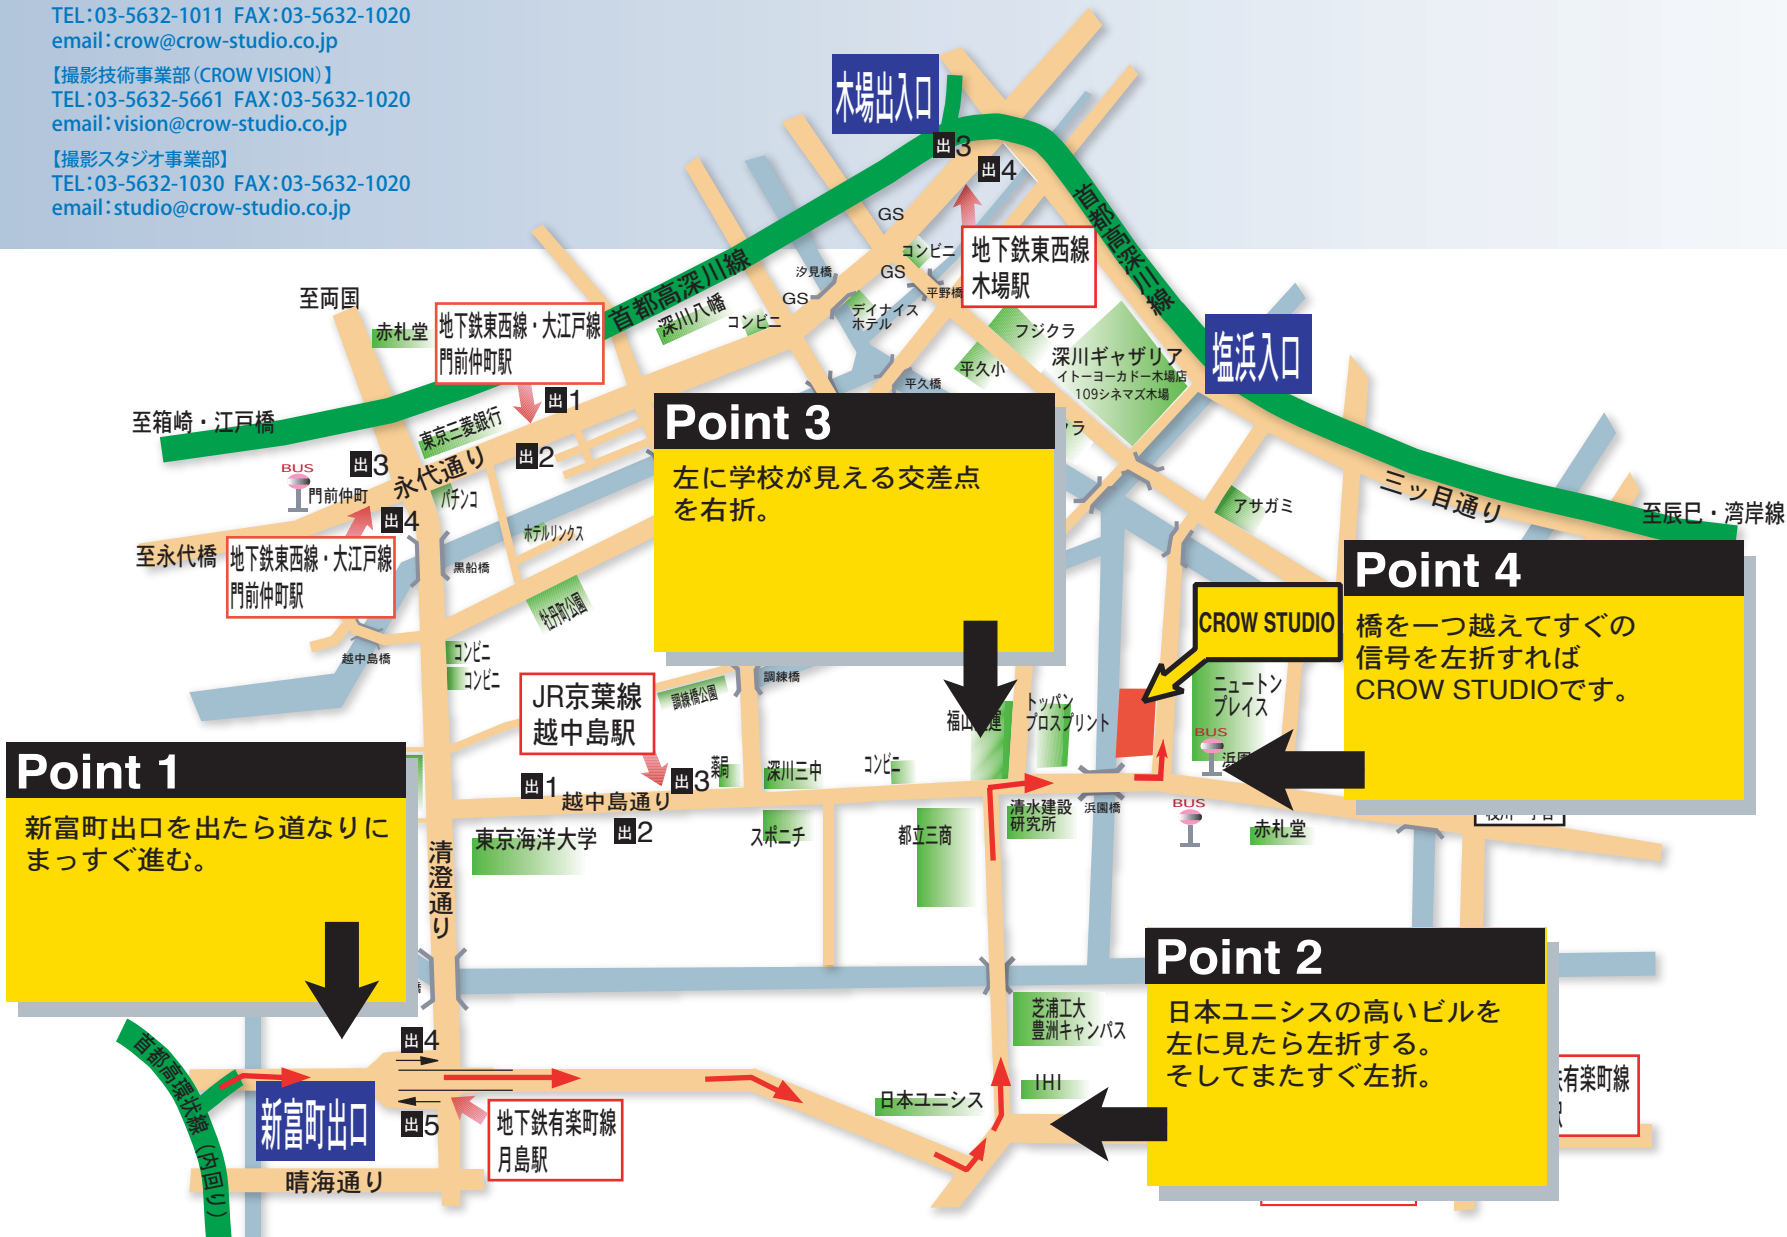 TEL：03-5632-1011 FAX：03-5632-1020
email：crow@crow-studio.co.jp
【撮影技術事業部（CROW VISION）】
TEL：03-5632-5661 FAX：03-5632-1020
email：vision@crow-studio.co.jp
【撮影スタジオ事業部】
TEL：03-5632-1030 FAX：03-5632-1020
email：studio@crow-studio.co.jp
木場出入口
出3
出4
首都高深川線
GS
コンビニ
地下鉄東西線
木場駅
首都高深川線
汐見橋
GS
平野橋
GS
至両国
赤札堂
地下鉄東西線・大江戸線
門前仲町駅
深川八幡
コンビニ
デイナイス
ホテル
フジクラ
平久小
深川ギャザリア
イトーヨーカドー木場店
109シネマズ木場
塩浜入口
平久橋
出1
至箱崎・江戸橋
東京三菱銀行
出2
永代通り
BUS
門前仲町
出3
出4
パチンコ
ホテルリンクス
クラ
アサガミ
三ッ目通り
至辰巳・湾岸線
至永代橋
地下鉄東西線・大江戸線
門前仲町駅
黒船橋
牡丹町公園
越中島橋
コンビニ
コンビニ
Point 3
左に学校が見える交差点
を右折。
Point 4
橋を一つ越えてすぐの
信号を左折すれば
CROW STUDIOです。
CROW STUDIO
JR京葉線
越中島駅
調練橋公園
調練橋
福山
運
トッパン
プロスプリント
ニュートン
プレイス
BUS
浜園
出1
越中島通り
出3
出2
薬局
深川三中
コンビニ
清水建設
研究所
浜園橋
BUS
赤札堂
東京海洋大学
スポニチ
都立三商
清澄通り
Point 1
新富町出口を出たら道なりに
まっすぐ進む。
Point 2
日本ユニシスの高いビルを
左に見たら左折する。
そしてまたすぐ左折。
芝浦工大
豊洲キャンパス
IHI
日本ユニシス
有楽町線
首都高環状線（内回り）
新富町出口
出4
出5
地下鉄有楽町線
月島駅
晴海通り